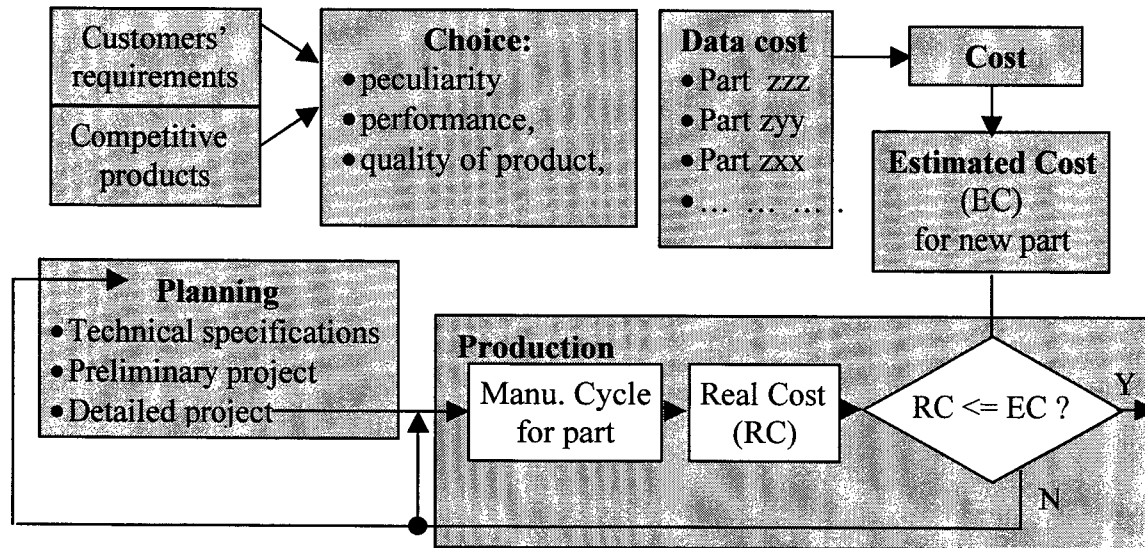 Customers'
requirements
Competitive
products
Choice:
•peculiarity
•performance,
•quality of product,
Data cost
•Part zzz
•Part zyy
•Part zxx
•... ... ... .
Cost
Estimated Cost
(EC)
for new part
Planning
•Technical specifications
•Preliminary project
•Detailed project
Production
Manu. Cycle
for part
Real Cost
(RC)
RC <= EC ?
Y
N